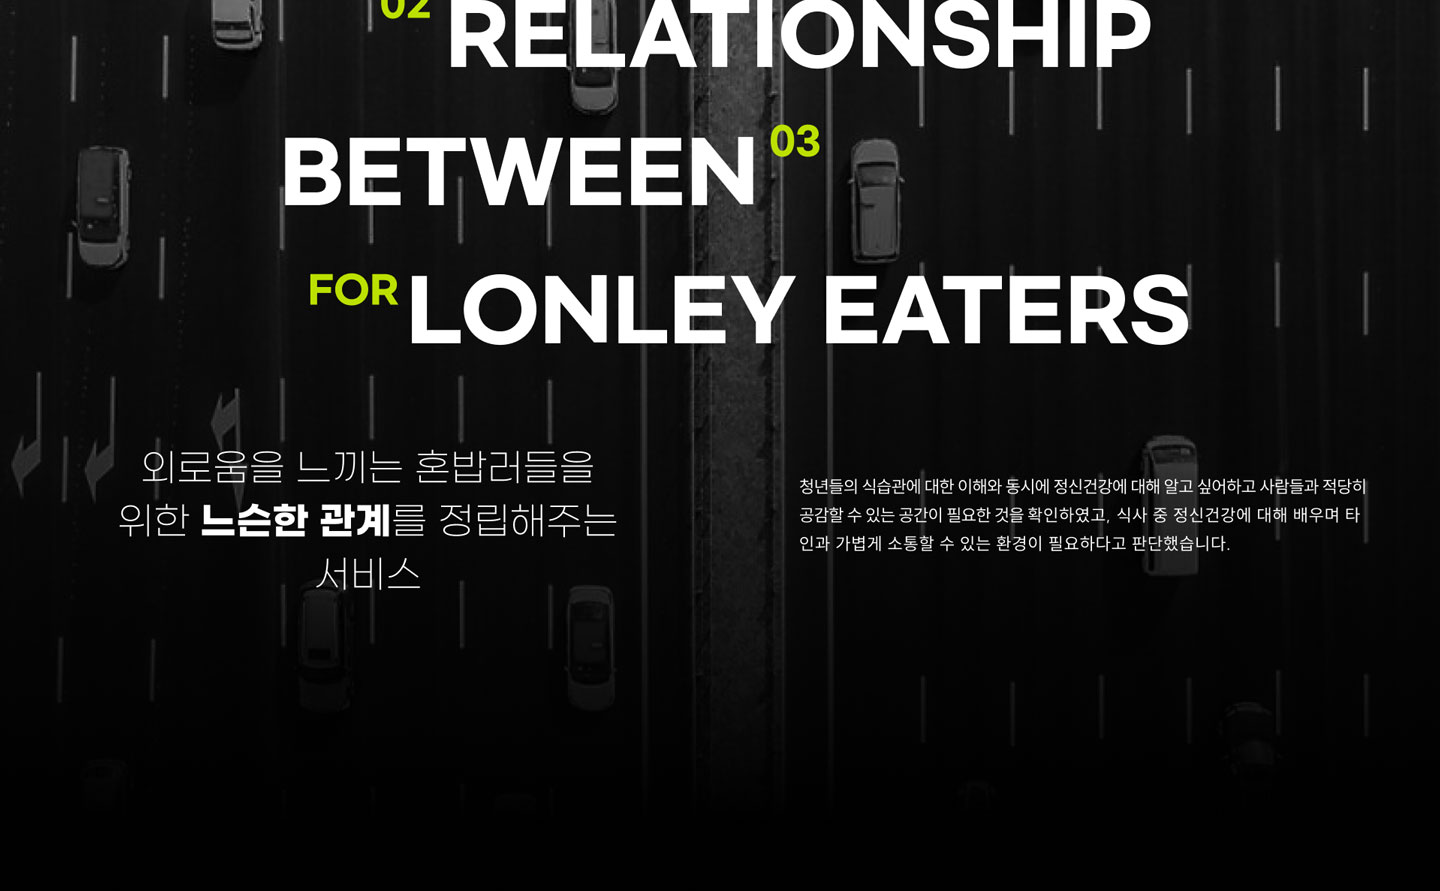 02 RELATIONSHIP
BETWEEN 03
FOR LONLEY EATERS
외로움을 느끼는 혼밥러들을
위한 느슨한 관계를 정립해주는
서비스
청년들의 식습관에 대한 이해와 동시에 정신건강에 대해 알고 싶어하고 사람들과 적당히
공감할 수 있는 공간이 필요한 것을 확인하였고, 식사 중 정신건강에 대해 배우며 타
인과 가볍게 소통할 수 있는 환경이 필요하다고 판단했습니다.